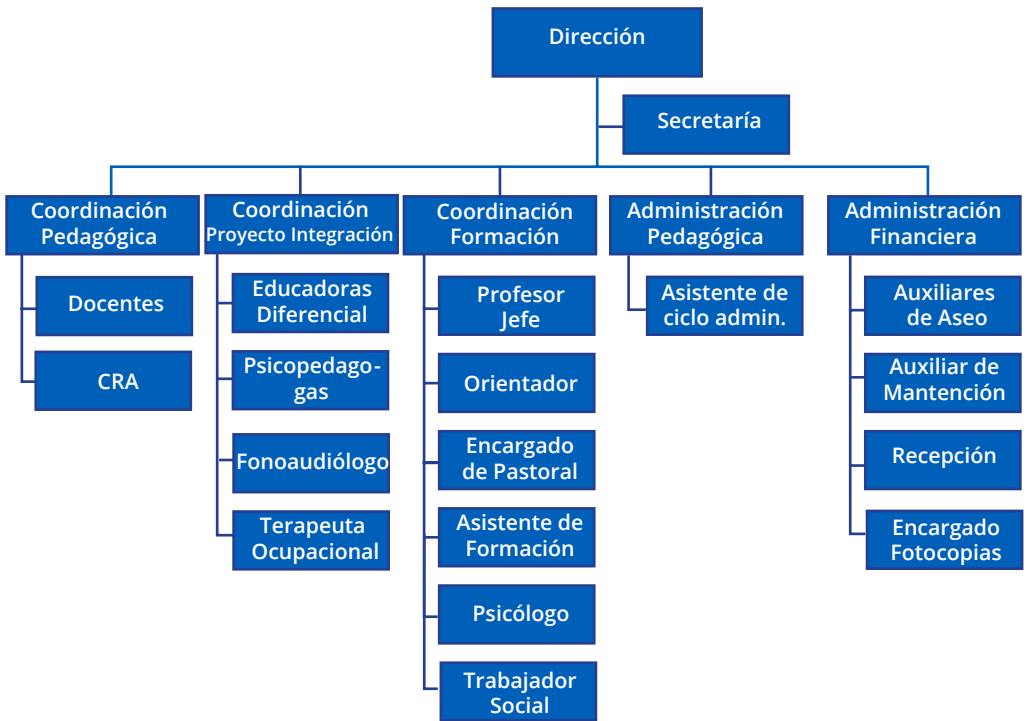 Dirección
Secretaría
Coordinación
Pedagógica
Docentes
CRA
Coordinación
Proyecto Integración
Educadoras
Diferencial
Psicopedago-
gas
Fonoaudiólogo
Terapeuta
Ocupacional
Coordinación
Formación
Profesor
Jefe
Orientador
Encargado
de Pastoral
Asistente de
Formación
Psicólogo
Trabajador
Social
Administración
Pedagógica
Asistente de
ciclo admin.
Administración
Financiera
Auxiliares
de Aseo
Auxiliar de
Mantención
Recepción
Encargado
Fotocopias